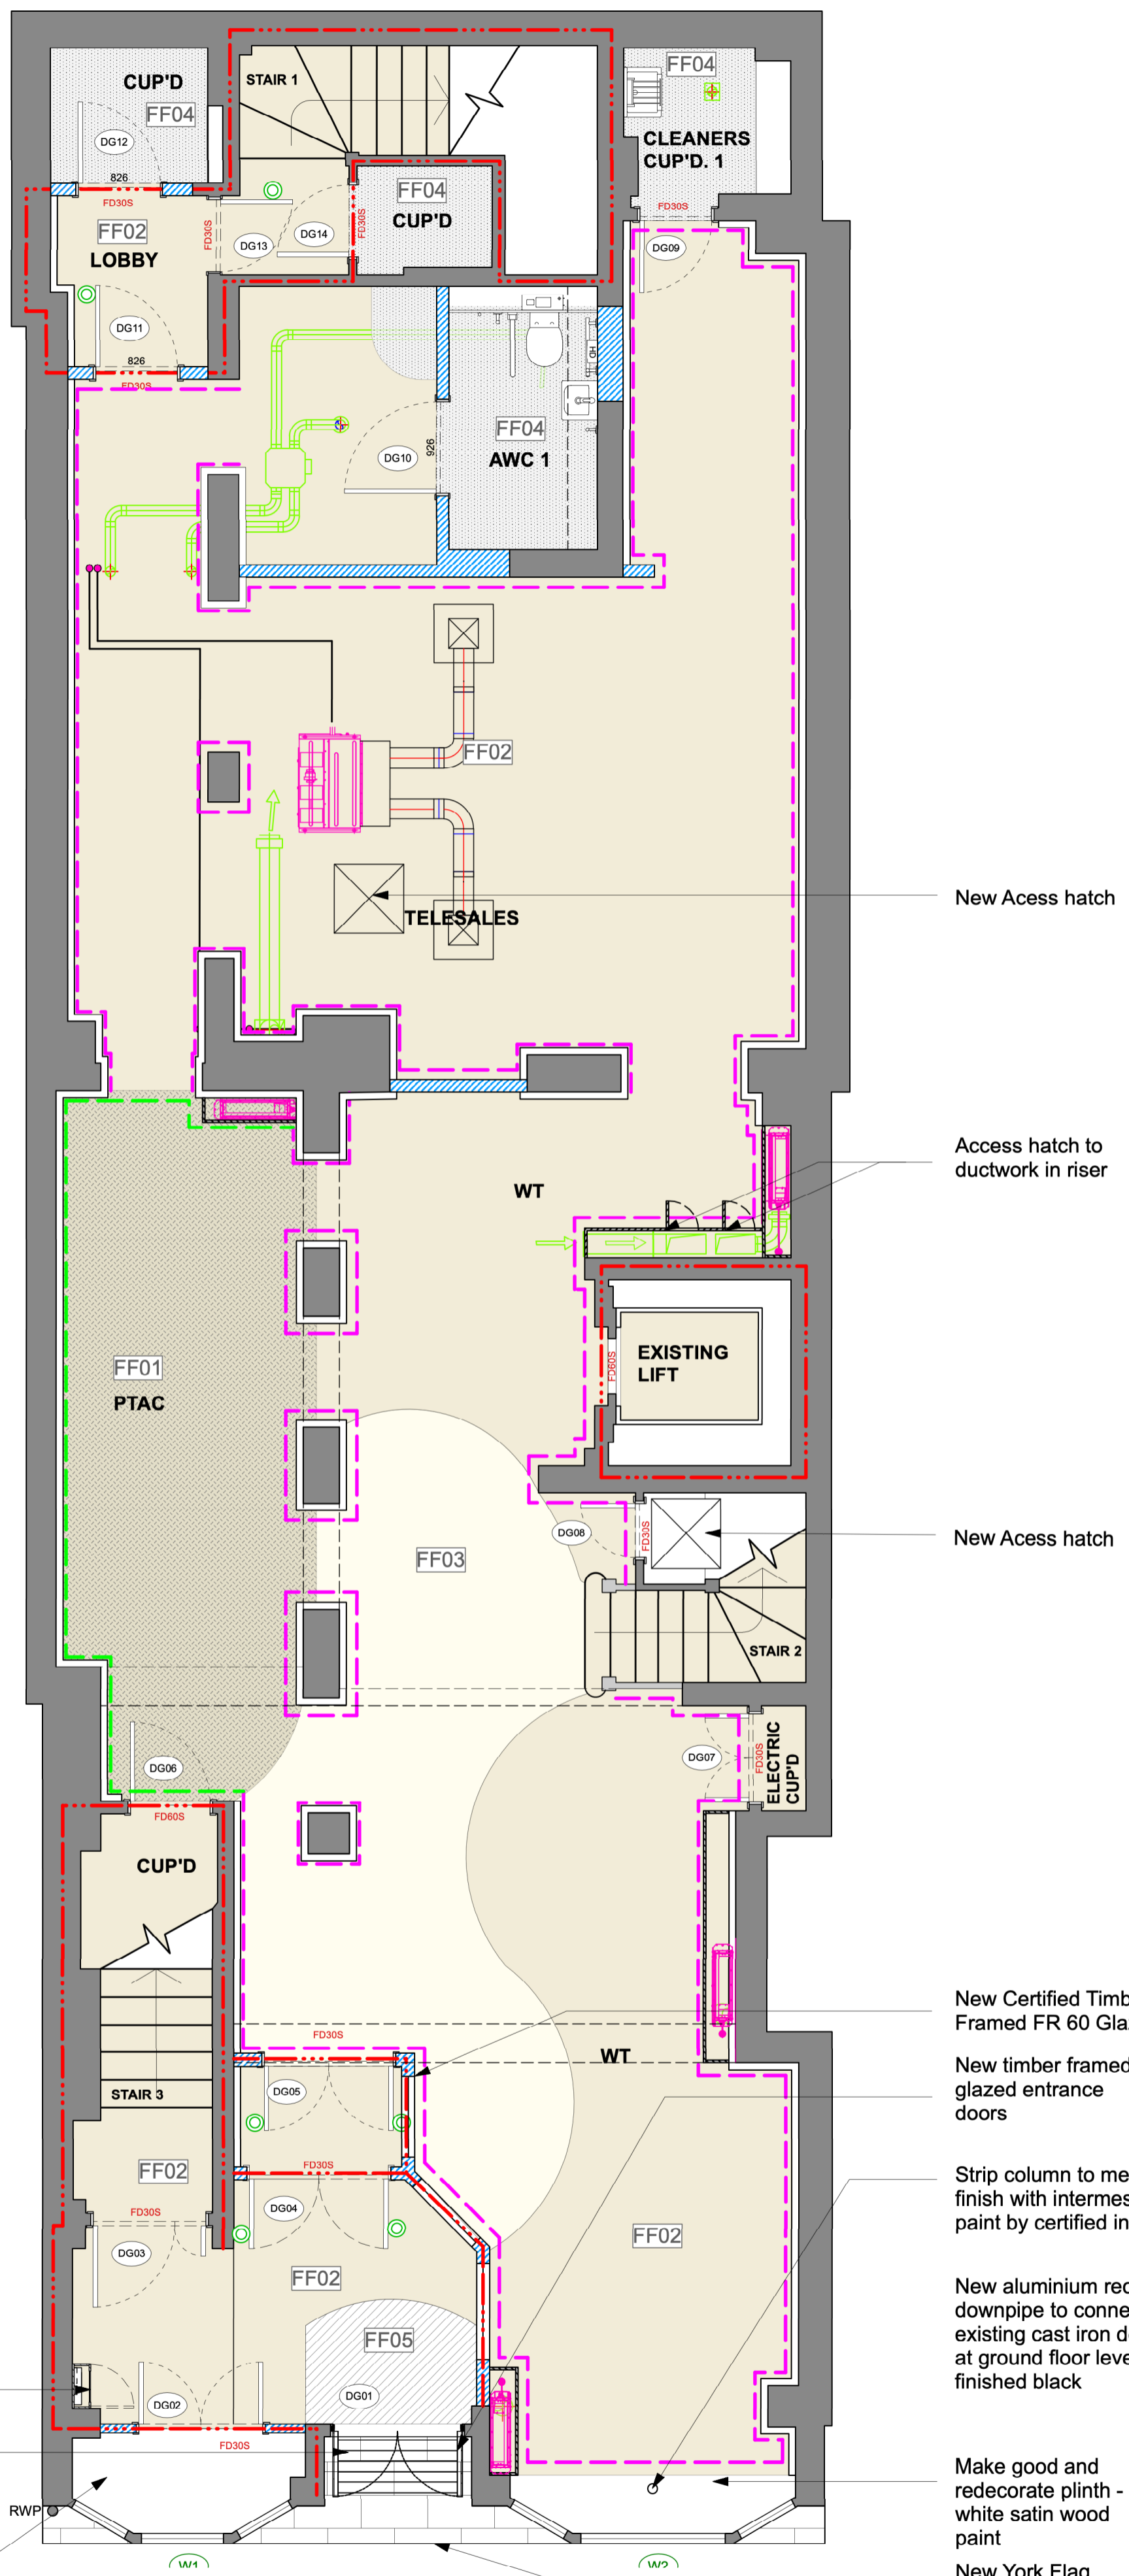 CUP'D
FF04
DG12
826
FD30S
FF02
LOBBY
DG11
826
FD30S
STAIR 1
FD30S
DG13
DG14
FD30S
FF04
CUP'D
FF04
CLEANERS
CUP'D. 1
FD30S
DG09
HD
FF04
AWC 1
DG10
926
FF02
TELESALES
New Acess hatch
Access hatch to
ductwork in riser
WT
FF01
PTAC
EXISTING
LIFT
FD60S
New Acess hatch
DG08
FD30S
FF03
STAIR 2
DG06
FD60S
CUP'D
DG07
FD30S
ELECTRIC
CUP'D
New Certified Timb
Framed FR 60 Gla
New timber framed
glazed entrance
doors
FD30S
WT
DG05
STAIR 3
FF02
FD30S
DG04
FD30S
DG03
FF02
FF02
Strip column to me
finish with intermes
paint by certified in
New aluminium rec
downpipe to conne
existing cast iron d
at ground floor leve
finished black
FF05
DG01
DG02
FD30S
Make good and
redecorate plinth -
white satin wood
paint
RWP
W1
W2
New York Flag